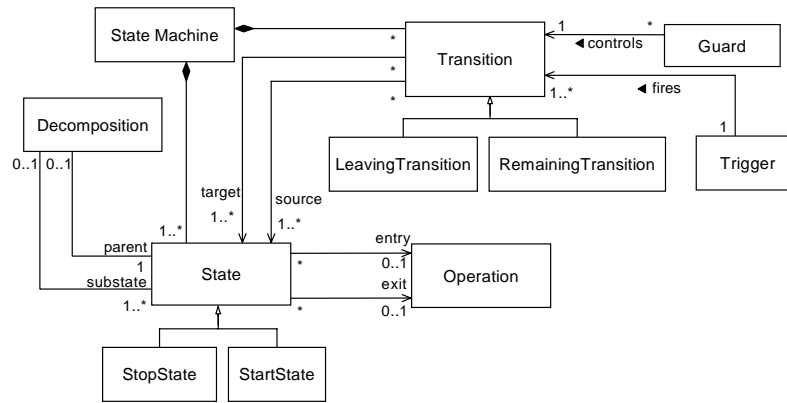 State Machine
*
1
*
◄ controls
Transition
Guard
*
*
*
1..*
◄ fires
Decomposition
0..1
0..1
1
LeavingTransition
RemainingTransition
Trigger
target
source
1..*
1..*
1..*
parent
1
substate
1..*
State
entry
*
0..1
exit
*
0..1
Operation
StopState
StartState